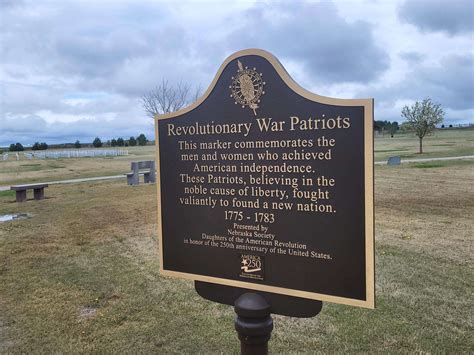 Revolutionary War Patriots
This marker commemorates the
men and women who achieved
American independence.
These Patriots, believing in the
noble cause of liberty, fought
valiantly to found a new nation.
1775 - 1783
Presented by
Nebraska Society
Daughters of the American Revolution
in honor of the 250th anniversary of the United States.
AMERICA
250